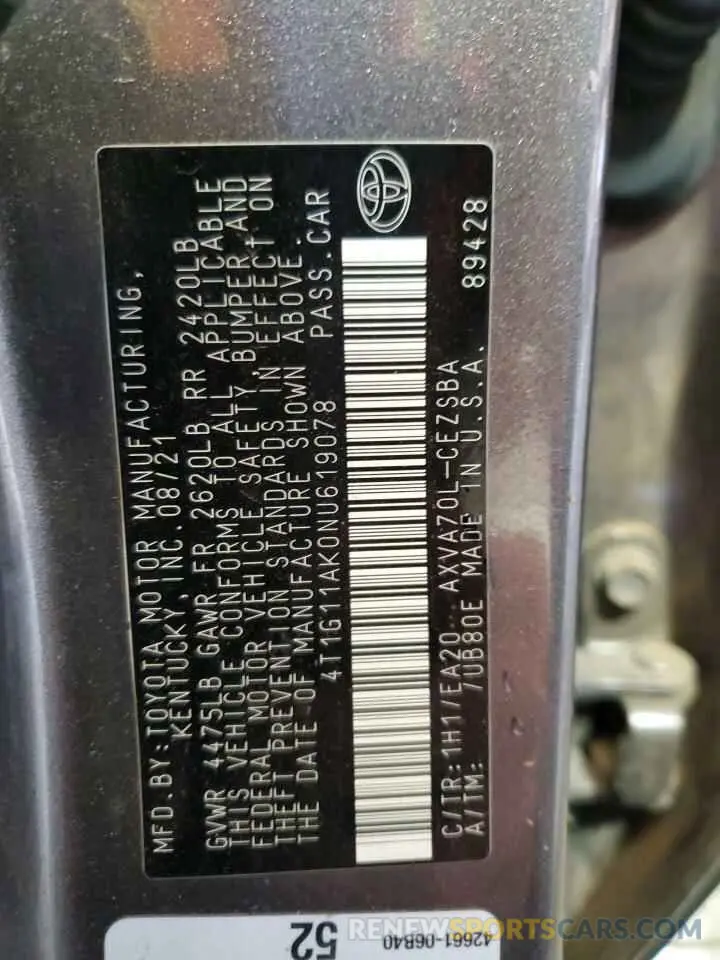 MFD. BY: TOYOTA MOTOR MANUFACTURING,
KENTUCKY, INC. 08/21
GVWR 4475LB GAWR FR 2620LB RR 2420LB
THIS VEHICLE CONFORMS TO ALL APPLICABLE
FEDERAL MOTOR VEHICLE SAFETY, BUMPER AND
THEFT PREVENTION STANDARDS IN EFFECT ON
THE DATE OF MANUFACTURE SHOWN ABOVE.
4T1G11AK0NU619078 PASS. CAR
C/TR: 1H1/EA20 AXVA70L-CEZSBA
A/TM: /UB80E MADE IN U.S.A. 89428
42661-06B40
52
RENEWSPORTSCARS.COM